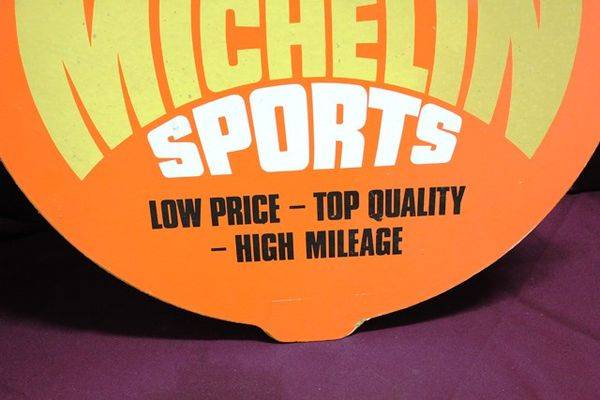 MICHELIN
SPORTS
LOW PRICE – TOP QUALITY
– HIGH MILEAGE